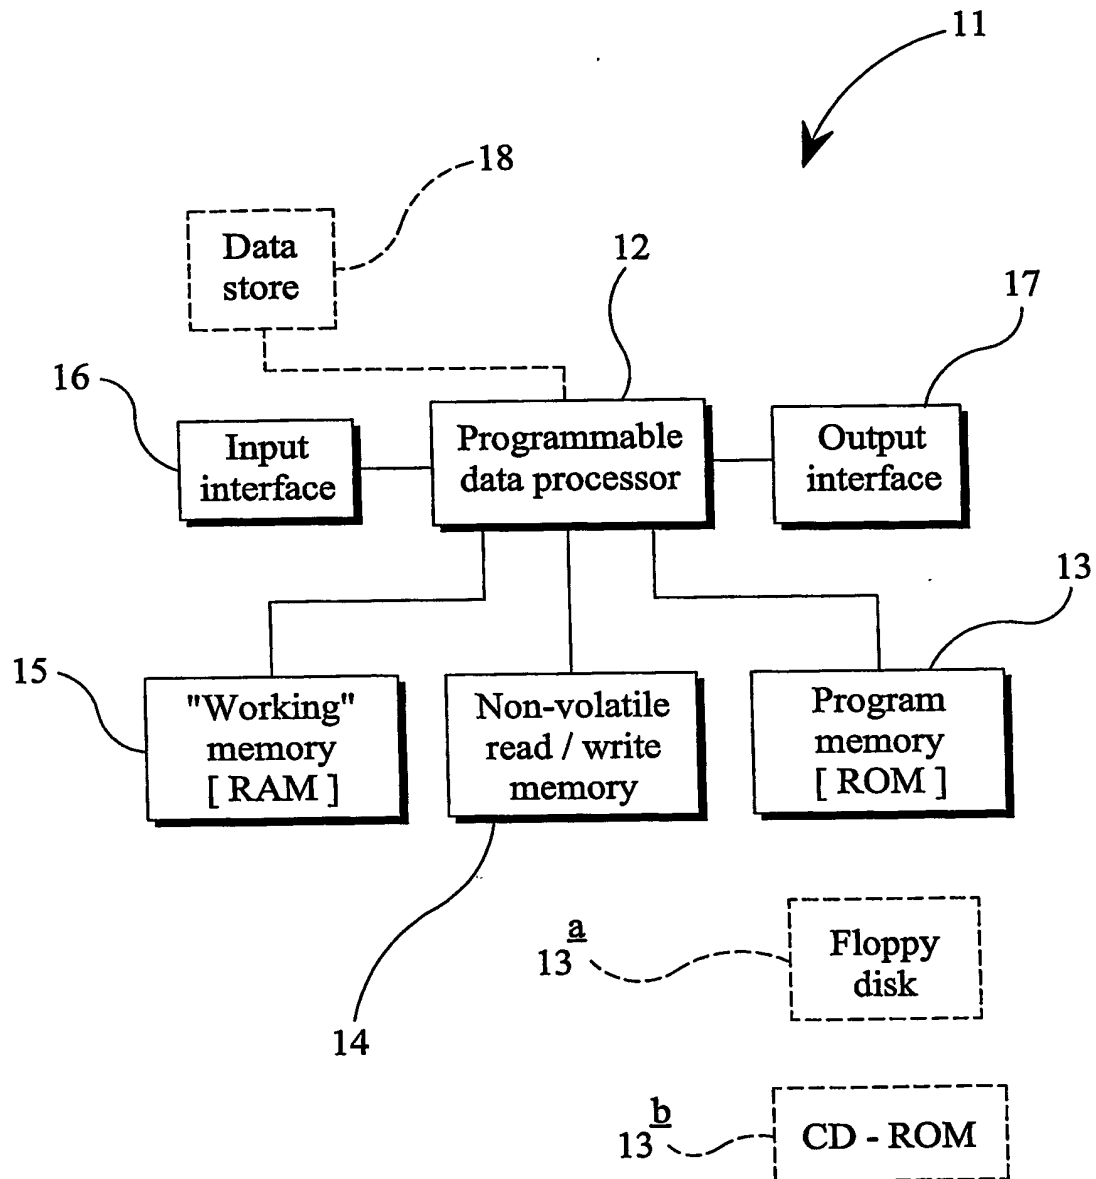 11
18
Data
store
12
17
16
Input
interface
Programmable
data processor
Output
interface
13
15
"Working"
memory
[ RAM ]
Non-volatile
read / write
memory
Program
memory
[ ROM ]
14
13a
Floppy
disk
13b
CD - ROM